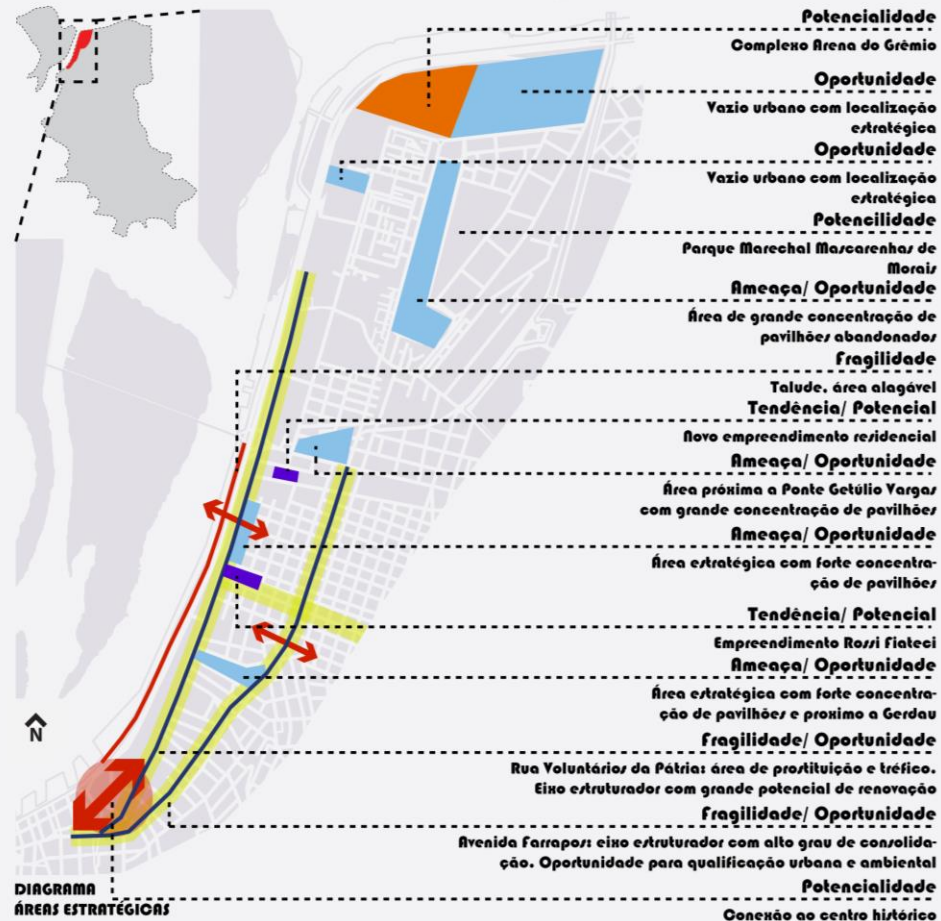 Potencialidade
Complexo Arena do Grêmio
Oportunidade
Vazio urbano com localização
estratégica
Oportunidade
Vazio urbano com localização
estratégica
Potencilidade
Parque Marechal Mascarenhas de
Morais
Ameaça/ Oportunidade
Área de grande concentração de
pavilhões abandonados
Fragilidade
Talude, área alagável
Tendência/ Potencial
Novo empreendimento residencial
Ameaça/ Oportunidade
Área próxima a Ponte Getúlio Vargas
com grande concentração de pavilhões
Ameaça/ Oportunidade
Área estratégica com forte concentra-
ção de pavilhões
Tendência/ Potencial
Empreendimento Rossi Fiateci
Ameaça/ Oportunidade
Área estratégica com forte concentra-
ção de pavilhões e proximo a Gerdau
Fragilidade/ Oportunidade
Rua Voluntários da Pátria: área de prostituição e tréfico.
Eixo estruturador com grande potencial de renovação
Fragilidade/ Oportunidade
Avenida Farrapos: eixo estruturador com alto grau de consolida-
ção. Oportunidade para qualificação urbana e ambiental
Potencialidade
Conexão ao centro histórico
N
DIAGRAMA
ÁREAS ESTRATÉGICAS